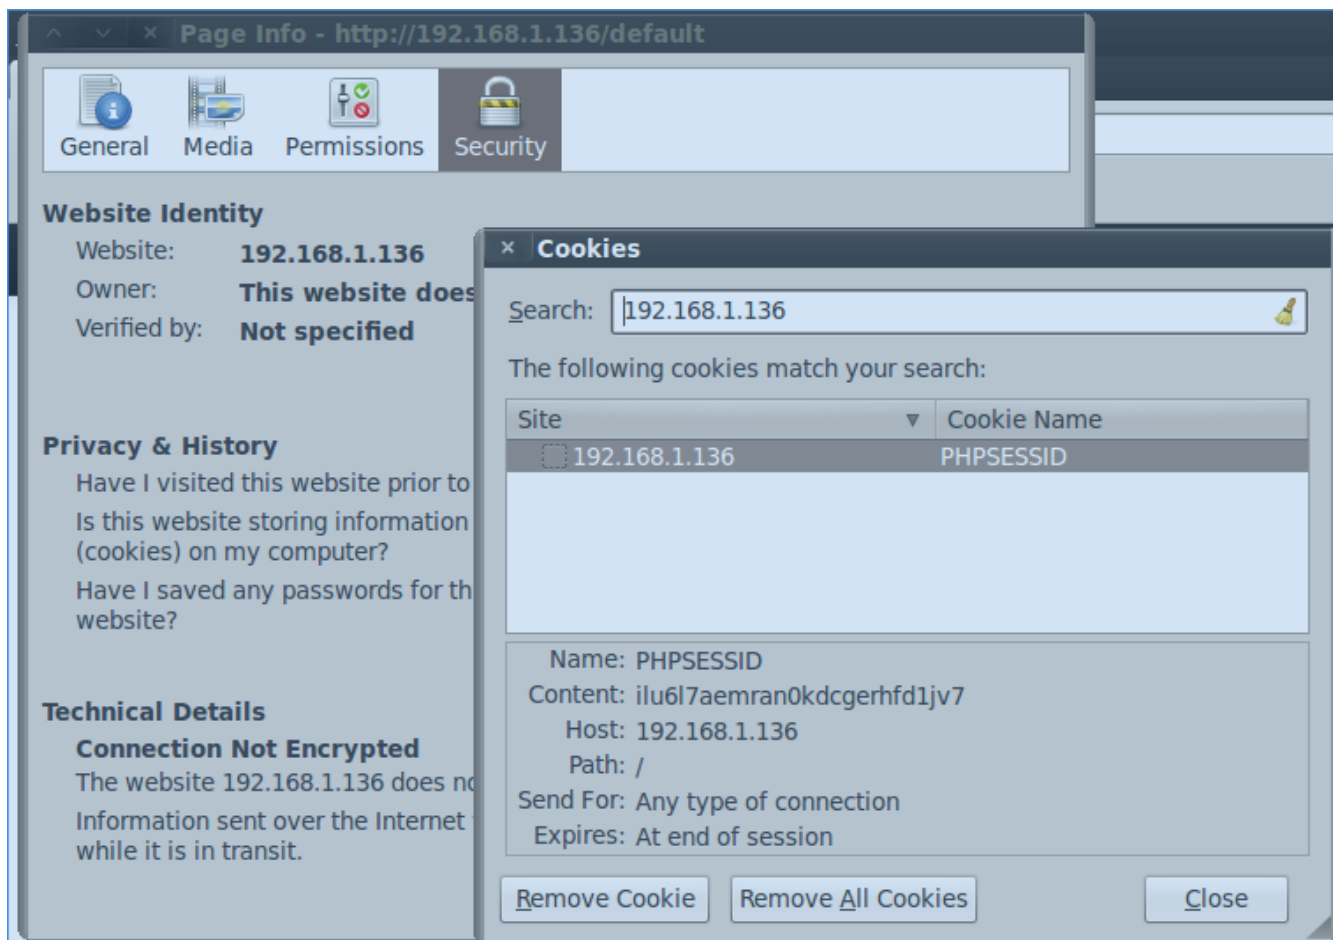 Page Info - http://192.168.1.136/default
General Media Permissions Security
Website Identity
Website: 192.168.1.136
Owner: This website does
Verified by: Not specified
Privacy & History
Have I visited this website prior to
Is this website storing information
(cookies) on my computer?
Have I saved any passwords for th
website?
Technical Details
Connection Not Encrypted
The website 192.168.1.136 does no
Information sent over the Internet
while it is in transit.
Cookies
Search: 192.168.1.136
The following cookies match your search:
Site Cookie Name
192.168.1.136 PHPSESSID
Name: PHPSESSID
Content: ilu6l7aemran0kdcgerhfd1jv7
Host: 192.168.1.136
Path: /
Send For: Any type of connection
Expires: At end of session
Remove Cookie Remove All Cookies Close